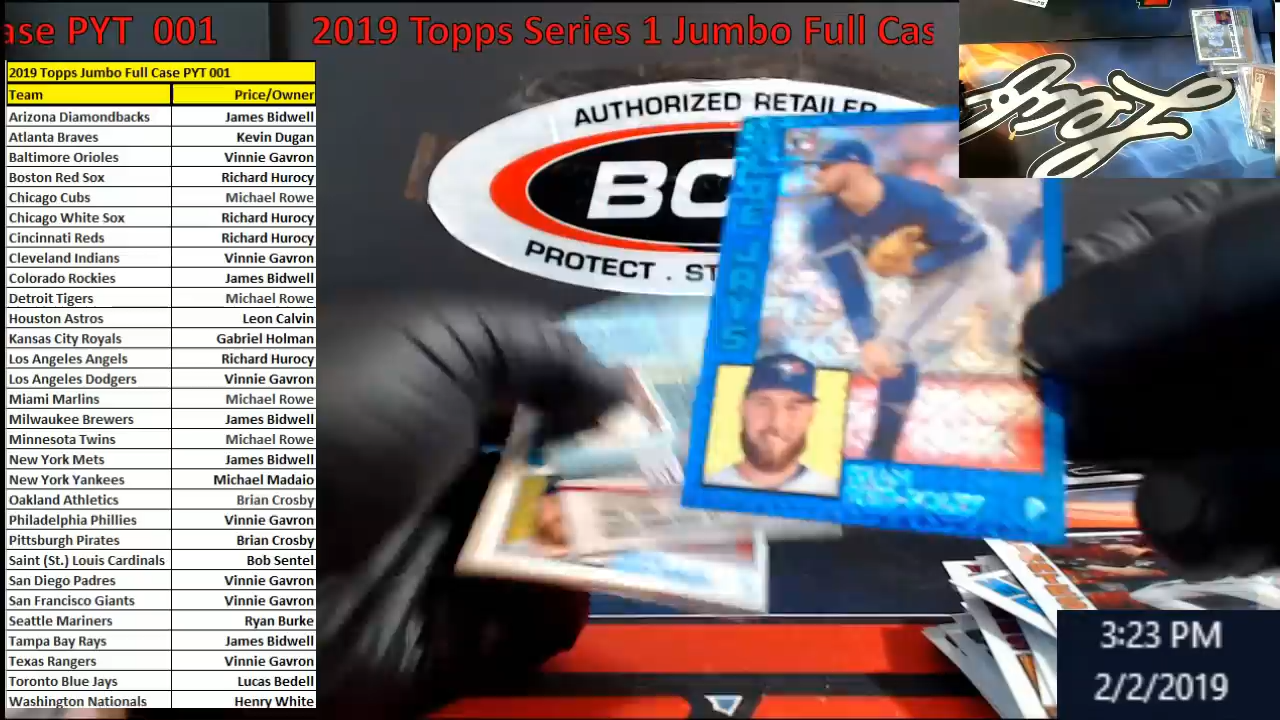 ase PYT 001 2019 Topps Series 1 Jumbo Full Cas
2019 Topps Jumbo Full Case PYT 001
Team Price/Owner
Arizona Diamondbacks James Bidwell
Atlanta Braves Kevin Dugan
Baltimore Orioles Vinnie Gavron
Boston Red Sox Richard Hurocy
Chicago Cubs Michael Rowe
Chicago White Sox Richard Hurocy
Cincinnati Reds Richard Hurocy
Cleveland Indians Vinnie Gavron
Colorado Rockies James Bidwell
Detroit Tigers Michael Rowe
Houston Astros Leon Calvin
Kansas City Royals Gabriel Holman
Los Angeles Angels Richard Hurocy
Los Angeles Dodgers Vinnie Gavron
Miami Marlins Michael Rowe
Milwaukee Brewers James Bidwell
Minnesota Twins Michael Rowe
New York Mets James Bidwell
New York Yankees Michael Madaio
Oakland Athletics Brian Crosby
Philadelphia Phillies Vinnie Gavron
Pittsburgh Pirates Brian Crosby
Saint (St.) Louis Cardinals Bob Sentel
San Diego Padres Vinnie Gavron
San Francisco Giants Vinnie Gavron
Seattle Mariners Ryan Burke
Tampa Bay Rays James Bidwell
Texas Rangers Vinnie Gavron
Toronto Blue Jays Lucas Bedell
Washington Nationals Henry White
AUTHORIZED RETAILER
BC
PROTECT . ST
JAYS
3:23 PM
2/2/2019